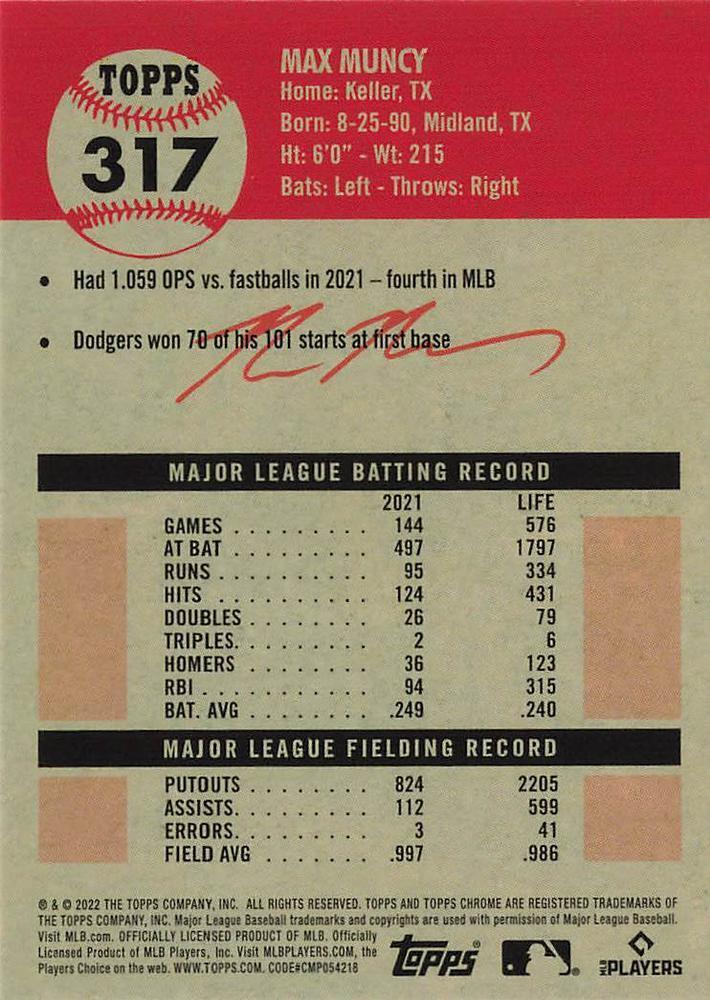 TOPPS
317
MAX MUNCY
Home: Keller, TX
Born: 8-25-90, Midland, TX
Ht: 6'0" - Wt: 215
Bats: Left - Throws: Right
• Had 1.059 OPS vs. fastballs in 2021 – fourth in MLB
• Dodgers won 70 of his 101 starts at first base
MAJOR LEAGUE BATTING RECORD
2021 LIFE
GAMES . . . . . . . . . 144 576
AT BAT . . . . . . . . . 497 1797
RUNS . . . . . . . . . . 95 334
HITS . . . . . . . . . . 124 431
DOUBLES . . . . . . . . 26 79
TRIPLES. . . . . . . . . 2 6
HOMERS . . . . . . . . 36 123
RBI . . . . . . . . . . . 94 315
BAT. AVG . . . . . . . . .249 .240
MAJOR LEAGUE FIELDING RECORD
PUTOUTS . . . . . . . . 824 2205
ASSISTS. . . . . . . . . 112 599
ERRORS. . . . . . . . . 3 41
FIELD AVG . . . . . . . .997 .986
® & © 2022 THE TOPPS COMPANY, INC. ALL RIGHTS RESERVED. TOPPS AND TOPPS CHROME ARE REGISTERED TRADEMARKS OF
THE TOPPS COMPANY, INC. Major League Baseball trademarks and copyrights are used with permission of Major League Baseball.
Visit MLB.com. OFFICIALLY LICENSED PRODUCT OF MLB. Officially
Licensed Product of MLB Players, Inc. Visit MLBPLAYERS.COM, the
Players Choice on the web. WWW.TOPPS.COM. CODE#CMP054218
Topps®
MLB PLAYERS